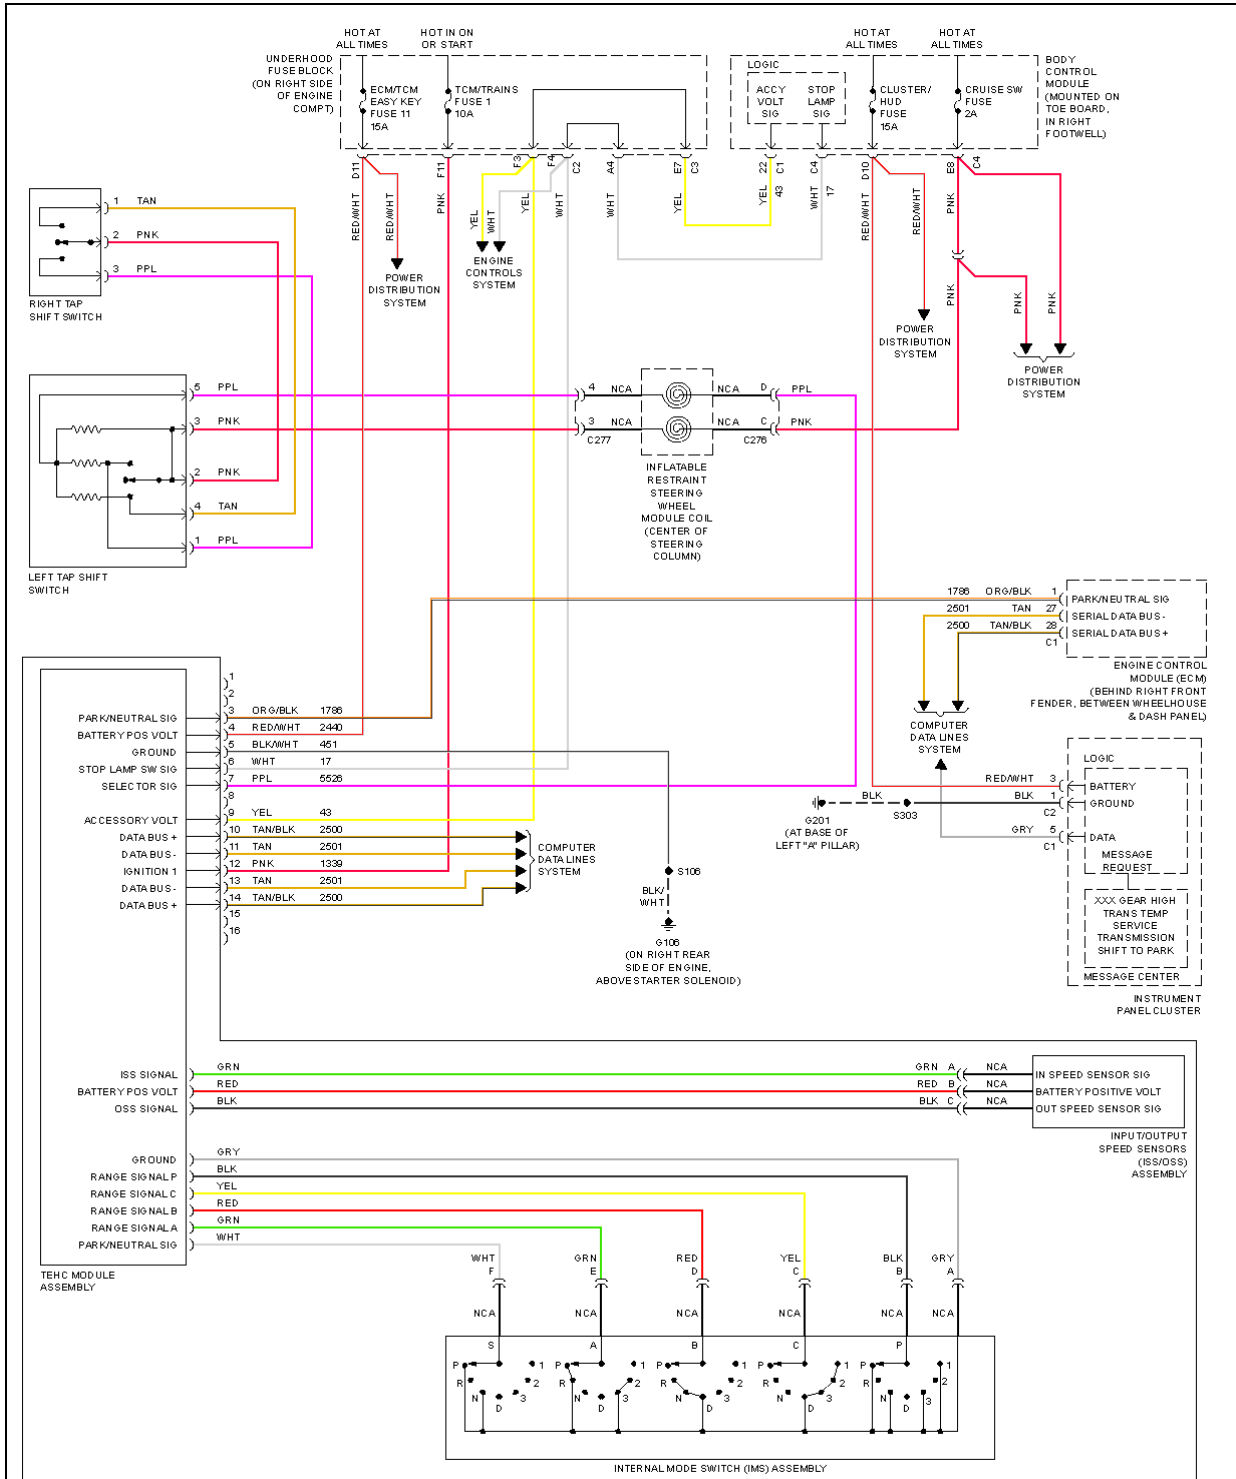 HOT AT
ALL TIMES
HOT IN ON
OR START
HOT AT
ALL TIMES
HOT AT
ALL TIMES
UNDERHOOD
FUSE BLOCK
(ON RIGHT SIDE
OF ENGINE
COMPT)
ECM/TCM
EASY KEY
FUSE 11
15A
TCM/TRANS
FUSE 1
10A
LOGIC
ACCY
VOLT
SIG
STOP
LAMP
SIG
CLUSTER/
HUD
FUSE
15A
CRUISE SW
FUSE
2A
BODY
CONTROL
MODULE
(MOUNTED ON
TOE BOARD,
IN RIGHT
FOOTWELL)
D11
F11
F3
F4
C2
A4
E7
C3
22
C1
C4
D10
E8
C4
RED/WHT
RED/WHT
PNK
YEL
WHT
YEL
WHT
WHT
YEL
YEL
43
WHT
17
RED/WHT
RED/WHT
PNK
POWER
DISTRIBUTION
SYSTEM
ENGINE
CONTROLS
SYSTEM
PNK
PNK
PNK
POWER
DISTRIBUTION
SYSTEM
POWER
DISTRIBUTION
SYSTEM
1 TAN
2 PNK
3 PPL
RIGHT TAP
SHIFT SWITCH
5 PPL
3 PNK
2 PNK
4 TAN
1 PPL
LEFT TAP SHIFT
SWITCH
4 NCA
NCA D PPL
3 NCA
NCA C PNK
C277
C276
INFLATABLE
RESTRAINT
STEERING
WHEEL
MODULE COIL
(CENTER OF
STEERING
COLUMN)
1786 ORG/BLK 1 PARK/NEUTRAL SIG
2501 TAN 27 SERIAL DATA BUS -
2500 TAN/BLK 28 SERIAL DATA BUS +
C1
ENGINE CONTROL
MODULE (ECM)
(BEHIND RIGHT FRONT
FENDER, BETWEEN WHEELHOUSE
& DASH PANEL)
COMPUTER
DATA LINES
SYSTEM
1
2
PARK/NEUTRAL SIG 3 ORG/BLK 1786
BATTERY POS VOLT 4 RED/WHT 2440
GROUND 5 BLK/WHT 451
STOP LAMP SW SIG 6 WHT 17
SELECTOR SIG 7 PPL 5526
8
ACCESSORY VOLT 9 YEL 43
DATA BUS + 10 TAN/BLK 2500
DATA BUS - 11 TAN 2501
IGNITION 1 12 PNK 1339
DATA BUS - 13 TAN 2501
DATA BUS + 14 TAN/BLK 2500
15
16
COMPUTER
DATA LINES
SYSTEM
S106
BLK/
WHT
G106
(ON RIGHT REAR
SIDE OF ENGINE,
ABOVE STARTER SOLENOID)
BLK
G201
(AT BASE OF
LEFT "A" PILLAR)
S303
LOGIC
RED/WHT 3 BATTERY
BLK 1 GROUND
C2
GRY 5 DATA
C1
MESSAGE
REQUEST
XXX GEAR HIGH
TRANS TEMP
SERVICE
TRANSMISSION
SHIFT TO PARK
MESSAGE CENTER
INSTRUMENT
PANEL CLUSTER
ISS SIGNAL GRN
BATTERY POS VOLT RED
OSS SIGNAL BLK
GRN A NCA IN SPEED SENSOR SIG
RED B NCA BATTERY POSITIVE VOLT
BLK C NCA OUT SPEED SENSOR SIG
INPUT/OUTPUT
SPEED SENSORS
(ISS/OSS)
ASSEMBLY
GROUND GRY
RANGE SIGNAL P BLK
RANGE SIGNAL C YEL
RANGE SIGNAL B RED
RANGE SIGNAL A GRN
PARK/NEUTRAL SIG WHT
TEHC MODULE
ASSEMBLY
WHT GRN RED YEL BLK GRY
F E D C B A
NCA NCA NCA NCA NCA NCA
S A B C P
P 1 P 1 P 1 P 1 P 1
R 2 R 2 R 2 R 2 R 2
N 3 N 3 N 3 N 3 N 3
D D D D D
INTERNAL MODE SWITCH (IMS) ASSEMBLY